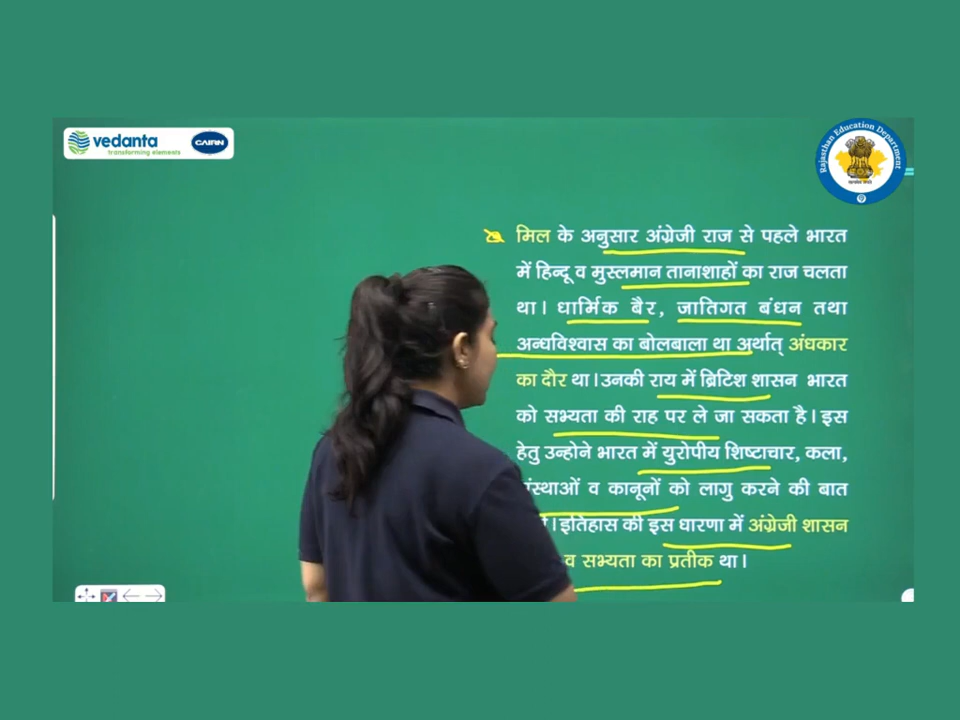 vedanta
transforming elements
CAIRN
Rajasthan Education Department
मिल के अनुसार अंग्रेजी राज से पहले भारत
में हिन्दू व मुस्लमान तानाशाहों का राज चलता
था। धार्मिक बैर, जातिगत बंधन तथा
अन्धविश्वास का बोलबाला था अर्थात् अंधकार
का दौर था। उनकी राय में ब्रिटिश शासन भारत
को सभ्यता की राह पर ले जा सकता है। इस
हेतु उन्होने भारत में युरोपीय शिष्टाचार, कला,
व कानूनों को लागु करने की बात
। इतिहास की इस धारणा में अंग्रेजी शासन
व सभ्यता का प्रतीक था।